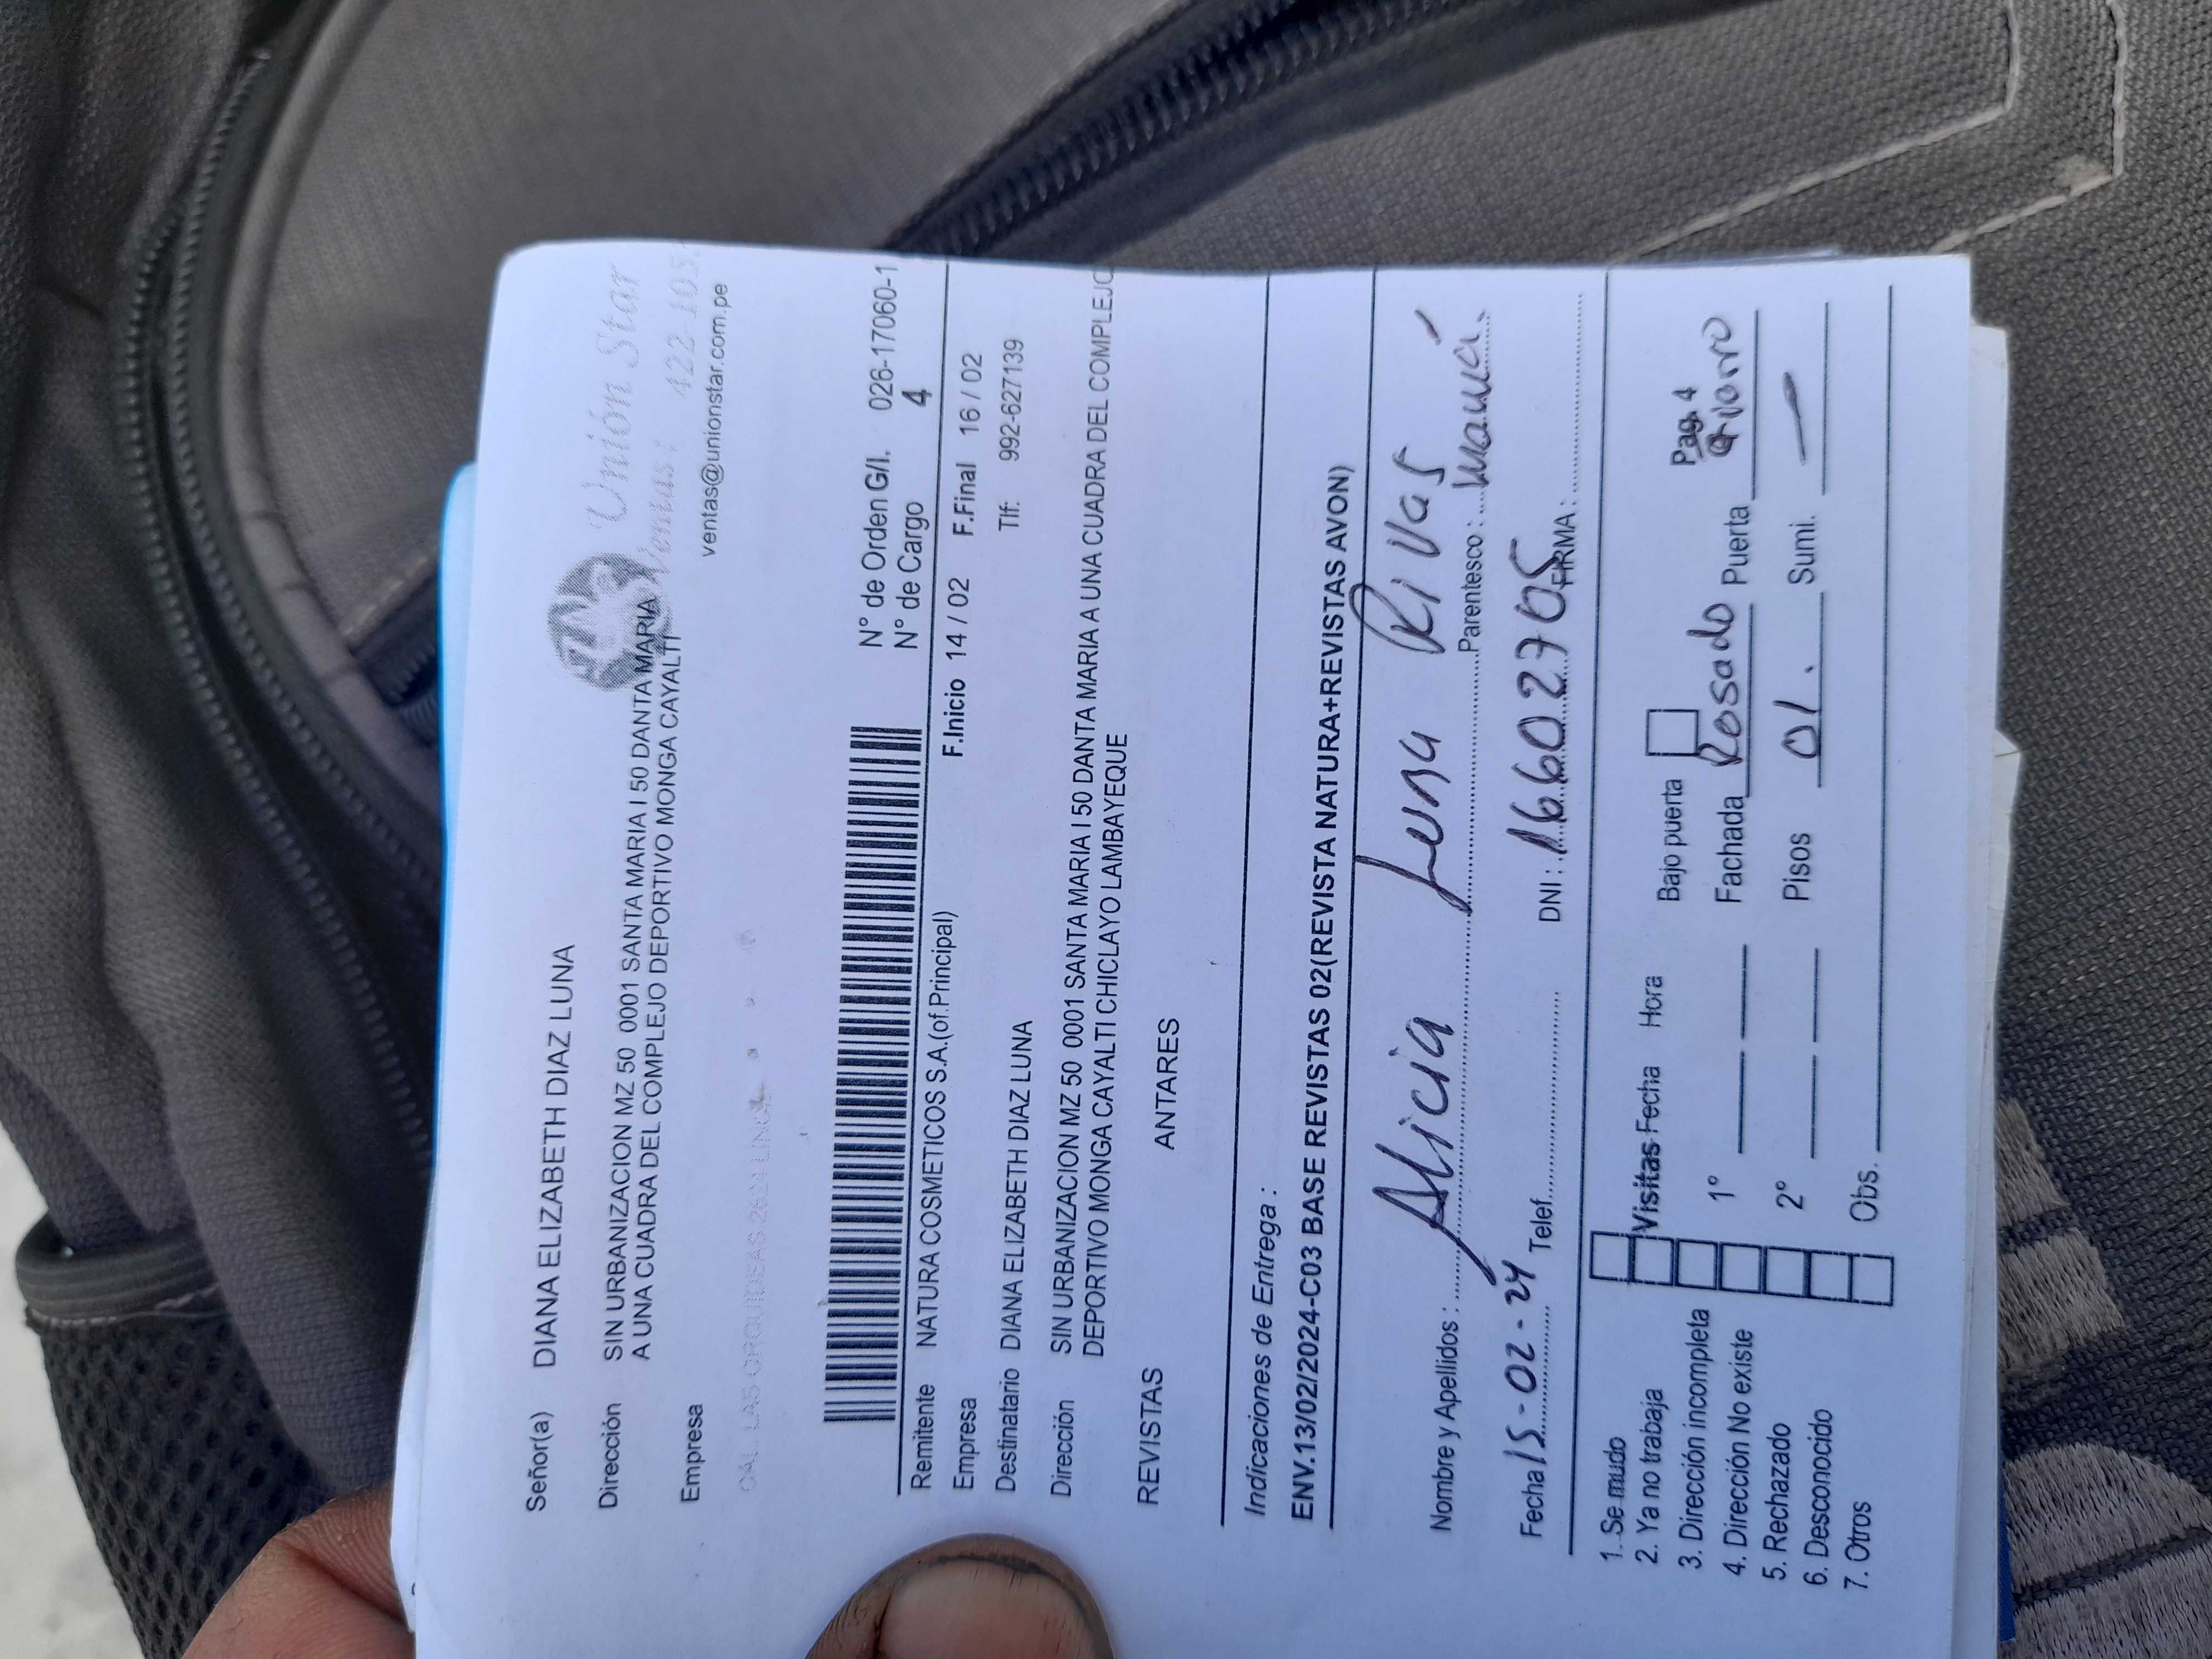 Señor(a) DIANA ELIZABETH DIAZ LUNA
Unión Star
Ventas: 422-105
Dirección SIN URBANIZACION MZ 50 0001 SANTA MARIA I 50 DANTA MARIA
A UNA CUADRA DEL COMPLEJO DEPORTIVO MONGA CAYALTI
Empresa
ventas@unionstar.com.pe
CAL. LAS ORQUIDEAS
N° de Orden G/I. 026-17060-1
N° de Cargo 4
Remitente NATURA COSMETICOS S.A.(of.Principal)
F.Inicio 14 / 02 F.Final 16 / 02
Empresa
Destinatario DIANA ELIZABETH DIAZ LUNA Tlf: 992-627139
Dirección SIN URBANIZACION MZ 50 0001 SANTA MARIA I 50 DANTA MARIA A UNA CUADRA DEL COMPLEJO
DEPORTIVO MONGA CAYALTI CHICLAYO LAMBAYEQUE
REVISTAS ANTARES
Indicaciones de Entrega :
ENV.13/02/2024-C03 BASE REVISTAS 02(REVISTA NATURA+REVISTAS AVON)
Nombre y Apellidos : Alicia Luna Rivas Parentesco : mamá.
Fecha 15-02-24 Telef. DNI : 16602705 FIRMA :
1. Se mudo
2. Ya no trabaja Visitas Fecha Hora Bajo puerta Pag. 4
3. Dirección incompleta 1° Fachada Rosado Puerta
4. Dirección No existe
5. Rechazado 2° Pisos 01. Sumi. —
6. Desconocido
7. Otros Obs.